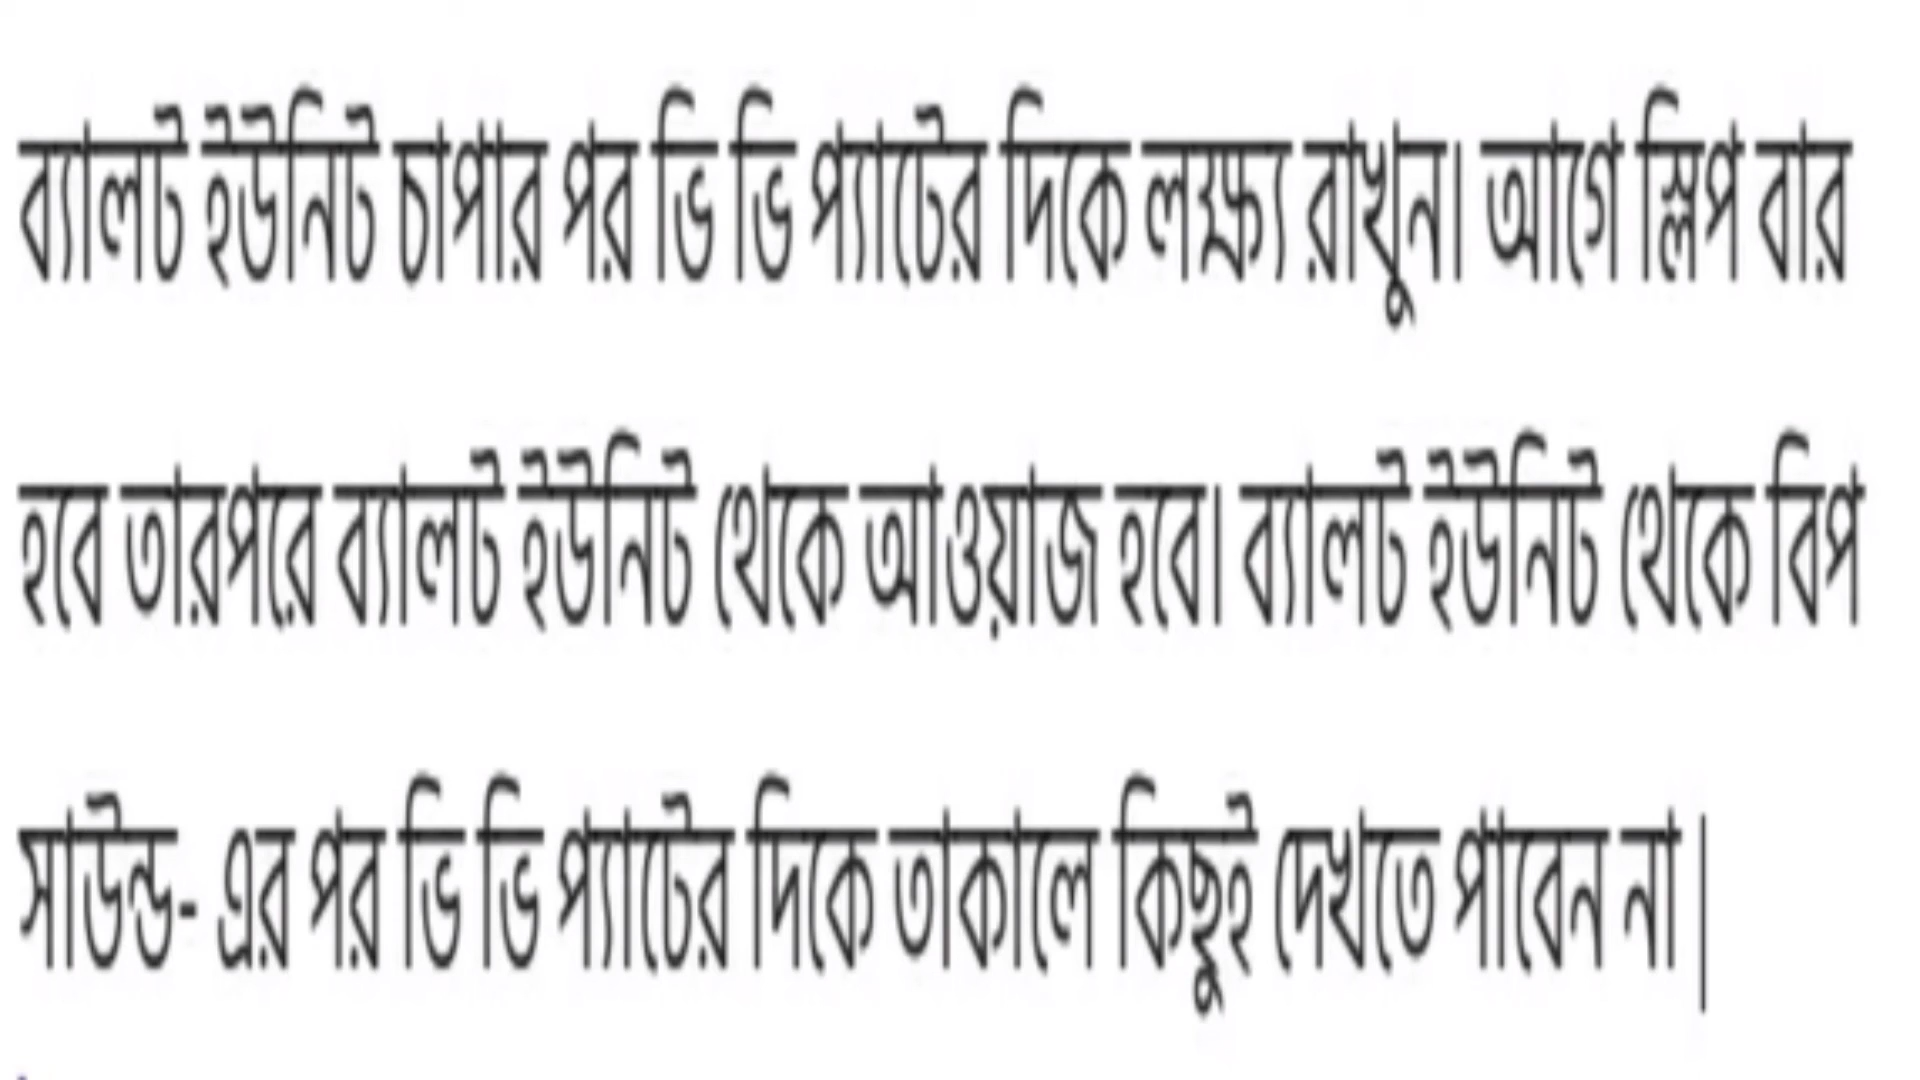 ব্যালট ইউনিট চাপার পর ভি ভি প্যাটের দিকে লক্ষ্য রাখুন। আগে স্লিপ বার
হবে তারপরে ব্যালট ইউনিট থেকে আওয়াজ হবে। ব্যালট ইউনিট থেকে বিপ
সাউন্ড- এর পর ভি ভি প্যাটের দিকে তাকালে কিছুই দেখতে পাবেন না |